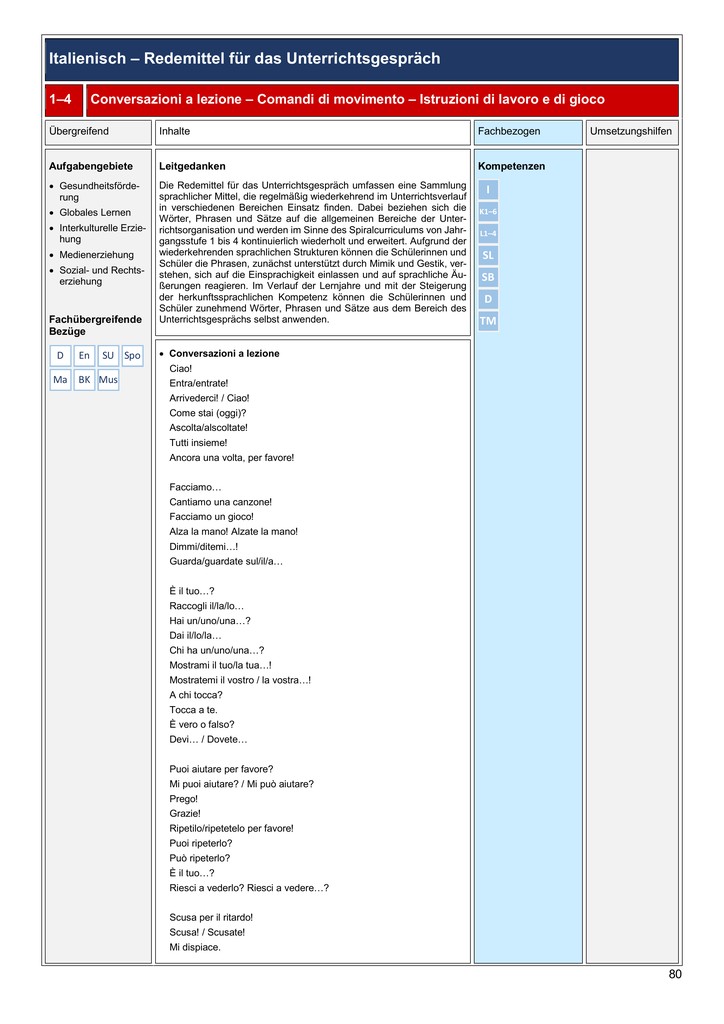 Italienisch – Redemittel für das Unterrichtsgespräch
1–4 Conversazioni a lezione – Comandi di movimento – Istruzioni di lavoro e di gioco
Übergreifend
Inhalte
Fachbezogen
Umsetzungshilfen
Aufgabengebiete
• Gesundheitsförde-
rung
• Globales Lernen
• Interkulturelle Erzie-
hung
• Medienerziehung
• Sozial- und Rechts-
erziehung
Fachübergreifende
Bezüge
D En SU Spo
Ma BK Mus
Leitgedanken
Die Redemittel für das Unterrichtsgespräch umfassen eine Sammlung
sprachlicher Mittel, die regelmäßig wiederkehrend im Unterrichtsverlauf
in verschiedenen Bereichen Einsatz finden. Dabei beziehen sich die
Wörter, Phrasen und Sätze auf die allgemeinen Bereiche der Unter-
richtsorganisation und werden im Sinne des Spiralcurriculums von Jahr-
gangsstufe 1 bis 4 kontinuierlich wiederholt und erweitert. Aufgrund der
wiederkehrenden sprachlichen Strukturen können die Schülerinnen und
Schüler die Phrasen, zunächst unterstützt durch Mimik und Gestik, ver-
stehen, sich auf die Einsprachigkeit einlassen und auf sprachliche Äu-
ßerungen reagieren. Im Verlauf der Lernjahre und mit der Steigerung
der herkunftssprachlichen Kompetenz können die Schülerinnen und
Schüler zunehmend Wörter, Phrasen und Sätze aus dem Bereich des
Unterrichtsgesprächs selbst anwenden.
• Conversazioni a lezione
Ciao!
Entra/entrate!
Arrivederci! / Ciao!
Come stai (oggi)?
Ascolta/alscoltate!
Tutti insieme!
Ancora una volta, per favore!
Facciamo…
Cantiamo una canzone!
Facciamo un gioco!
Alza la mano! Alzate la mano!
Dimmi/ditemi…!
Guarda/guardate sul/il/a…
È il tuo…?
Raccogli il/la/lo…
Hai un/uno/una…?
Dai il/lo/la…
Chi ha un/uno/una…?
Mostrami il tuo/la tua…!
Mostratemi il vostro / la vostra…!
A chi tocca?
Tocca a te.
È vero o falso?
Devi… / Dovete…
Puoi aiutare per favore?
Mi puoi aiutare? / Mi può aiutare?
Prego!
Grazie!
Ripetilo/ripetetelo per favore!
Puoi ripeterlo?
Può ripeterlo?
È il tuo…?
Riesci a vederlo? Riesci a vedere…?
Scusa per il ritardo!
Scusa! / Scusate!
Mi dispiace.
Kompetenzen
I
K1–6
L1–4
SL
SB
D
TM
80